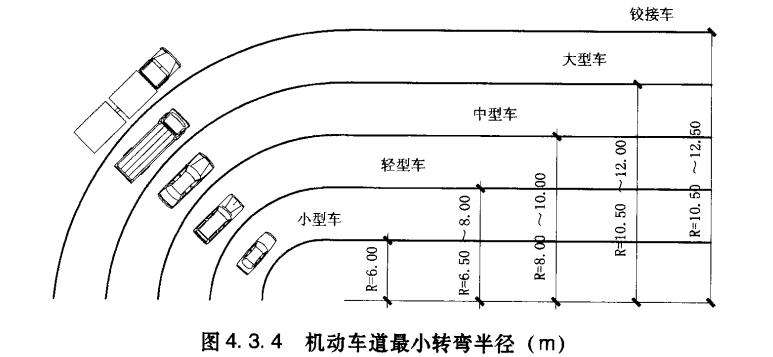 铰接车
大型车
中型车
轻型车
小型车
R=6.00
R=6.50 ～8.00
R=8.00 ～10.00
R=10.50 ～12.00
R=10.50 ～12.50
图4.3.4 机动车道最小转弯半径（m）